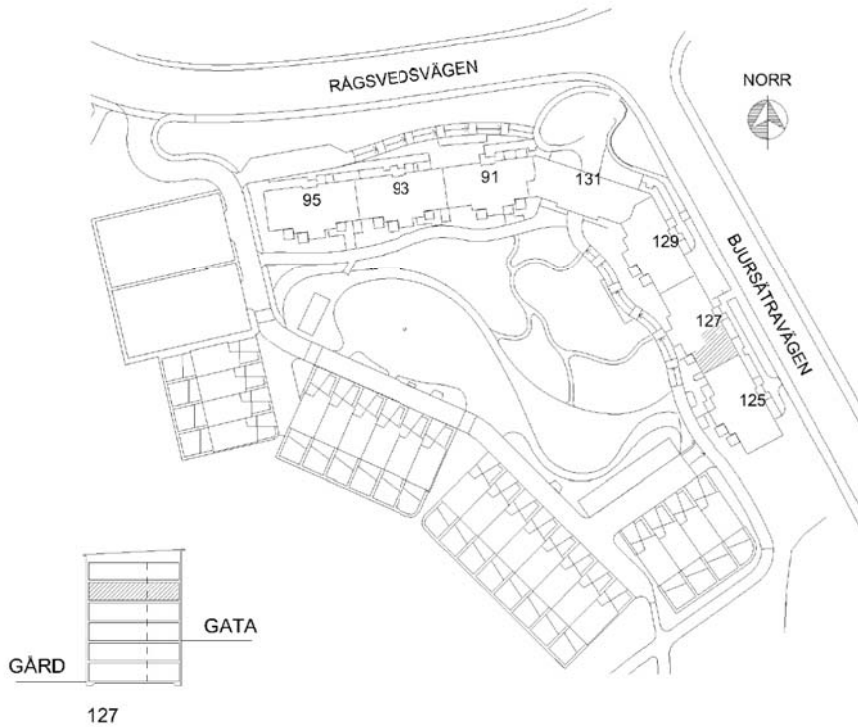 RÅGSVEDSVÄGEN
NORR
95
93
91
131
129
BJURSÄTRAVÄGEN
127
125
GATA
GÅRD
127